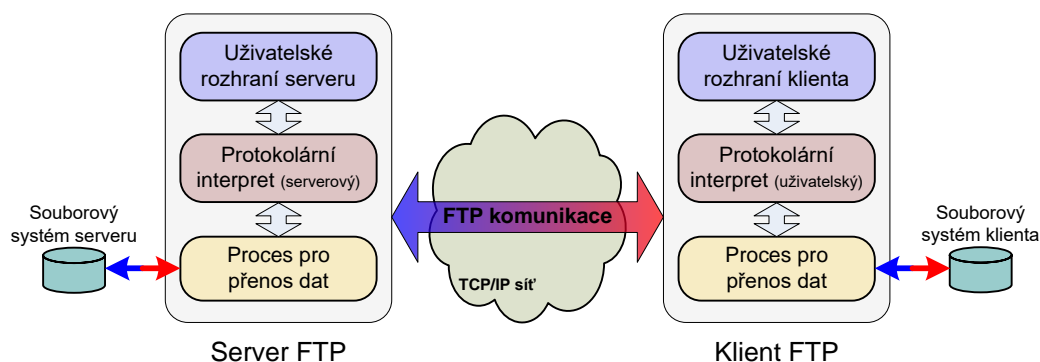 Uživatelské
rozhraní serveru
Protokolární
interpret (serverový)
Proces pro
přenos dat
Souborový
systém serveru
Server FTP
FTP komunikace
TCP/IP síť
Uživatelské
rozhraní klienta
Protokolární
interpret (uživatelský)
Proces pro
přenos dat
Souborový
systém klienta
Klient FTP